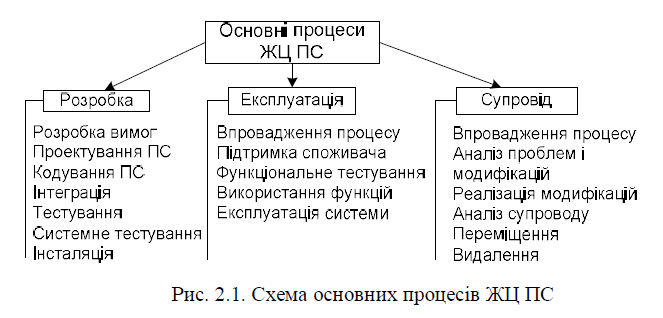 Основні процеси
ЖЦ ПС
Розробка
Розробка вимог
Проектування ПС
Кодування ПС
Інтеграція
Тестування
Системне тестування
Інсталяція
Експлуатація
Впровадження процесу
Підтримка споживача
Функціональне тестування
Використання функцій
Експлуатація системи
Супровід
Впровадження процесу
Аналіз проблем і
модифікацій
Реалізація модифікацій
Аналіз супроводу
Переміщення
Видалення
Рис. 2.1. Схема основних процесів ЖЦ ПС